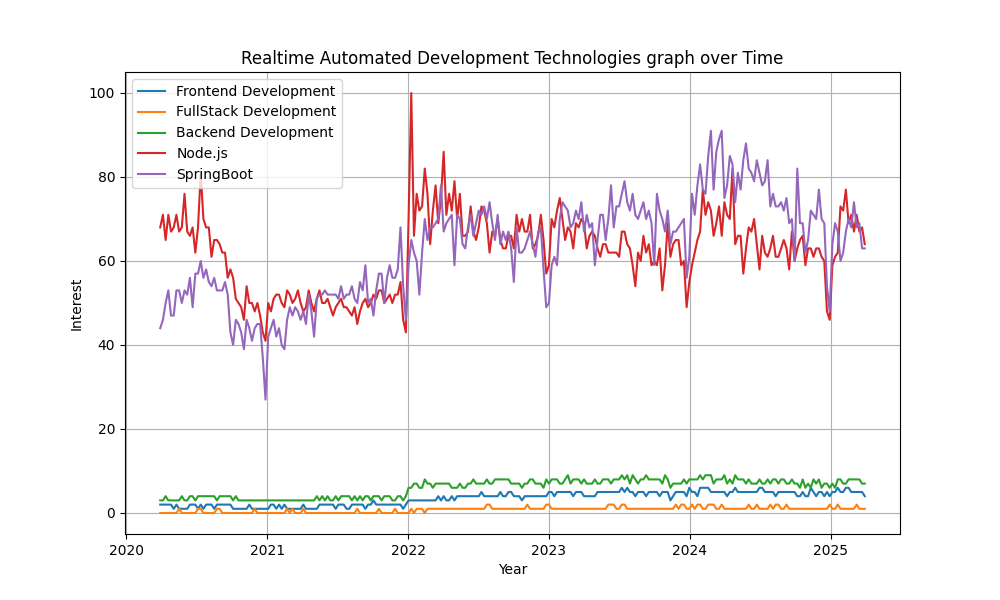 Realtime Automated Development Technologies graph over Time
Frontend Development
FullStack Development
Backend Development
Node.js
SpringBoot
100
80
60
40
20
0
Interest
2020
2021
2022
2023
2024
2025
Year